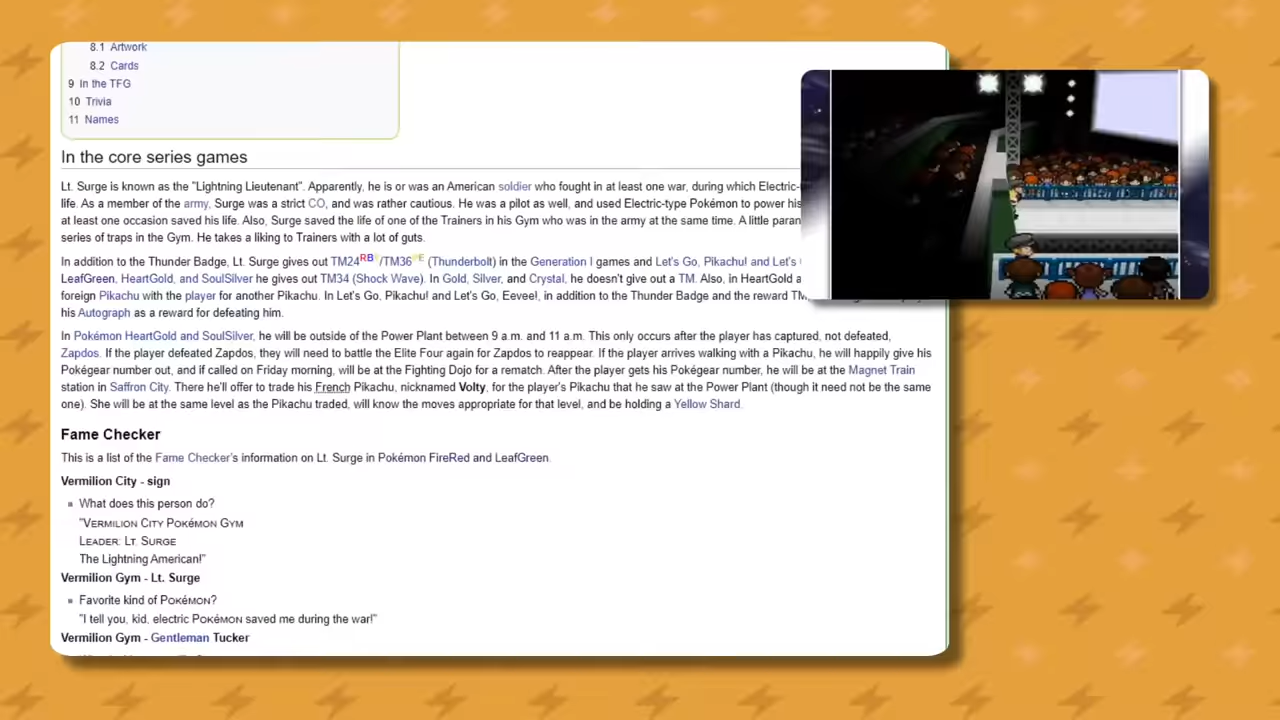 8.1 Artwork
8.2 Cards
9 In the TFG
10 Trivia
11 Names
In the core series games
Lt. Surge is known as the "Lightning Lieutenant". Apparently, he is or was an American soldier who fought in at least one war, during which Electric-
life. As a member of the army, Surge was a strict CO, and was rather cautious. He was a pilot as well, and used Electric-type Pokémon to power his
at least one occasion saved his life. Also, Surge saved the life of one of the Trainers in his Gym who was in the army at the same time. A little paran
series of traps in the Gym. He takes a liking to Trainers with a lot of guts.
In addition to the Thunder Badge, Lt. Surge gives out TM24RB/TM36 (Thunderbolt) in the Generation I games and Let's Go, Pikachu! and Let's
LeafGreen, HeartGold, and SoulSilver he gives out TM34 (Shock Wave). In Gold, Silver, and Crystal, he doesn't give out a TM. Also, in HeartGold a
foreign Pikachu with the player for another Pikachu. In Let's Go, Pikachu! and Let's Go, Eevee!, in addition to the Thunder Badge and the reward TM,
his Autograph as a reward for defeating him.
In Pokémon HeartGold and SoulSilver, he will be outside of the Power Plant between 9 a.m. and 11 a.m. This only occurs after the player has captured, not defeated,
Zapdos. If the player defeated Zapdos, they will need to battle the Elite Four again for Zapdos to reappear. If the player arrives walking with a Pikachu, he will happily give his
Pokégear number out, and if called on Friday morning, will be at the Fighting Dojo for a rematch. After the player gets his Pokégear number, he will be at the Magnet Train
station in Saffron City. There he'll offer to trade his French Pikachu, nicknamed Volty, for the player's Pikachu that he saw at the Power Plant (though it need not be the same
one). She will be at the same level as the Pikachu traded, will know the moves appropriate for that level, and be holding a Yellow Shard.
Fame Checker
This is a list of the Fame Checker's information on Lt. Surge in Pokémon FireRed and LeafGreen.
Vermilion City - sign
What does this person do?
"VERMILION CITY POKÉMON GYM
LEADER: LT. SURGE
The Lightning American!"
Vermilion Gym - Lt. Surge
Favorite kind of POKÉMON?
"I tell you, kid, electric POKÉMON saved me during the war!"
Vermilion Gym - Gentleman Tucker